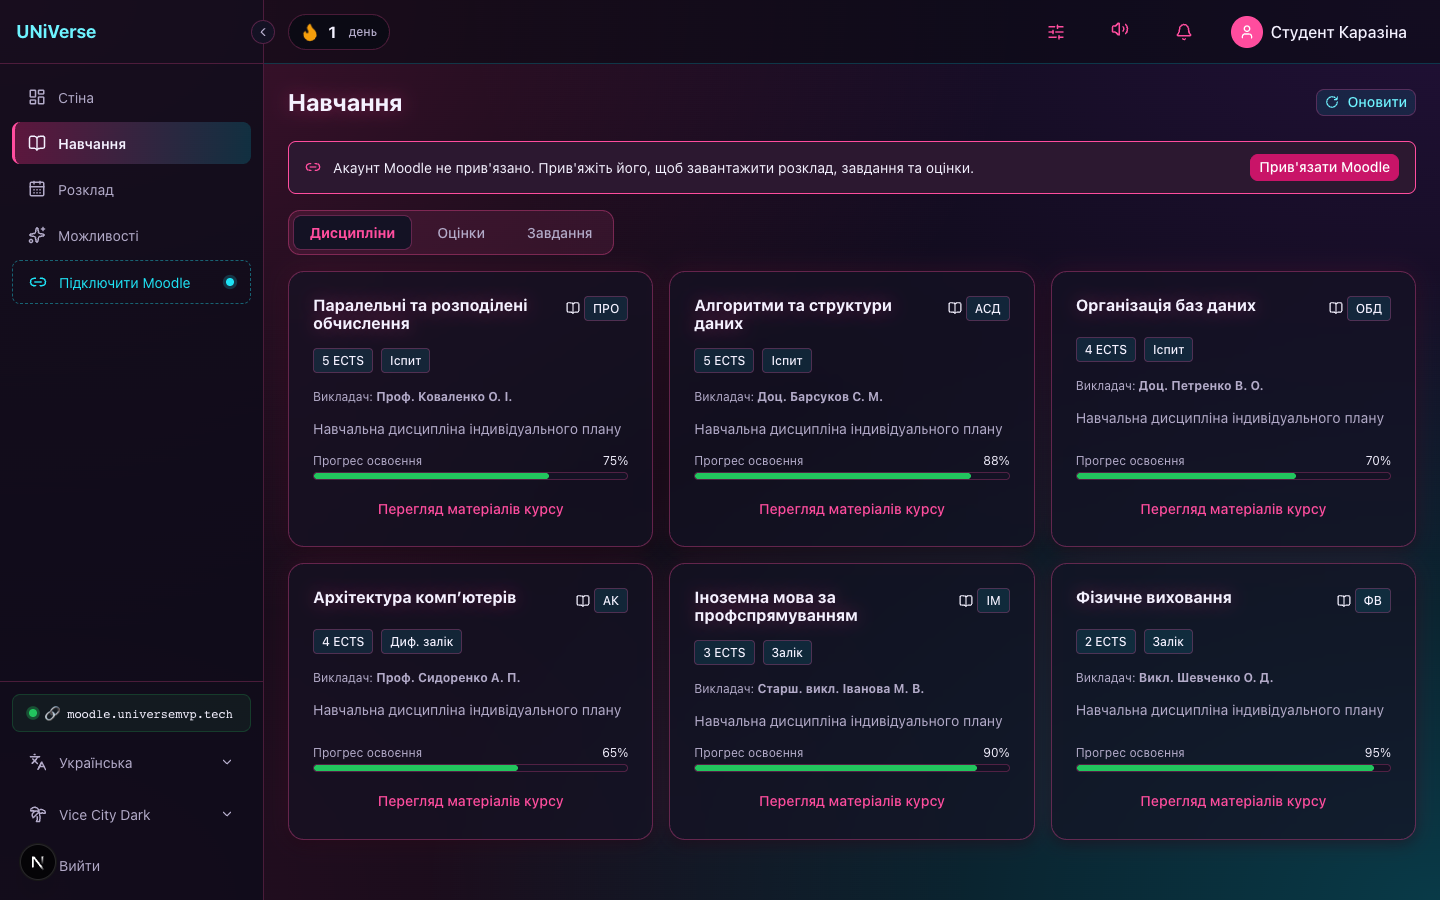 UNiVerse
1 день
Студент Каразіна
Стіна
Навчання
Розклад
Можливості
Підключити Moodle
moodle.universemvp.tech
Українська
Vice City Dark
N
Вийти
Навчання
Оновити
Акаунт Moodle не прив'язано. Прив'яжіть його, щоб завантажити розклад, завдання та оцінки.
Прив'язати Moodle
Дисципліни
Оцінки
Завдання
Паралельні та розподілені
обчислення
ПРО
5 ECTS
Іспит
Викладач: Проф. Коваленко О. І.
Навчальна дисципліна індивідуального плану
Прогрес освоєння
75%
Перегляд матеріалів курсу
Алгоритми та структури
даних
АСД
5 ECTS
Іспит
Викладач: Доц. Барсуков С. М.
Навчальна дисципліна індивідуального плану
Прогрес освоєння
88%
Перегляд матеріалів курсу
Організація баз даних
ОБД
4 ECTS
Іспит
Викладач: Доц. Петренко В. О.
Навчальна дисципліна індивідуального плану
Прогрес освоєння
70%
Перегляд матеріалів курсу
Архітектура комп’ютерів
АК
4 ECTS
Диф. залік
Викладач: Проф. Сидоренко А. П.
Навчальна дисципліна індивідуального плану
Прогрес освоєння
65%
Перегляд матеріалів курсу
Іноземна мова за
профспрямуванням
ІМ
3 ECTS
Залік
Викладач: Старш. викл. Іванова М. В.
Навчальна дисципліна індивідуального плану
Прогрес освоєння
90%
Перегляд матеріалів курсу
Фізичне виховання
ФВ
2 ECTS
Залік
Викладач: Викл. Шевченко О. Д.
Навчальна дисципліна індивідуального плану
Прогрес освоєння
95%
Перегляд матеріалів курсу